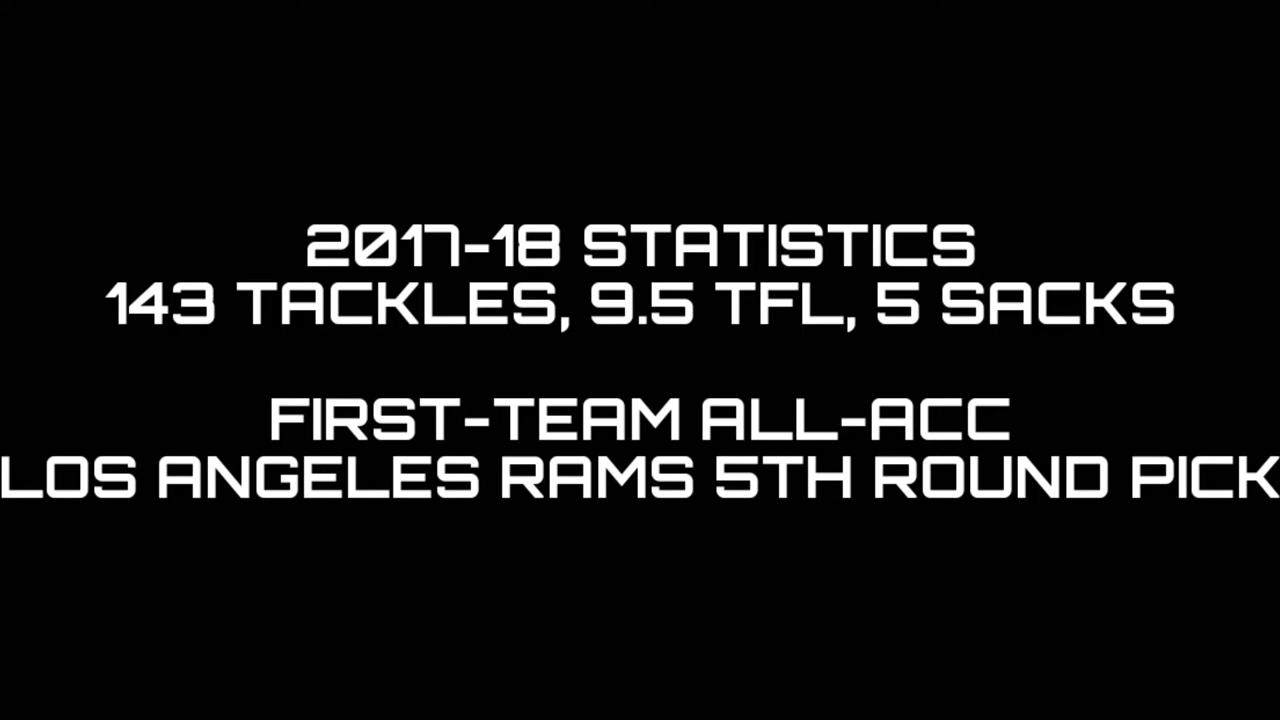 2017-18 STATISTICS
143 TACKLES, 9.5 TFL, 5 SACKS
FIRST-TEAM ALL-ACC
LOS ANGELES RAMS 5TH ROUND PICK